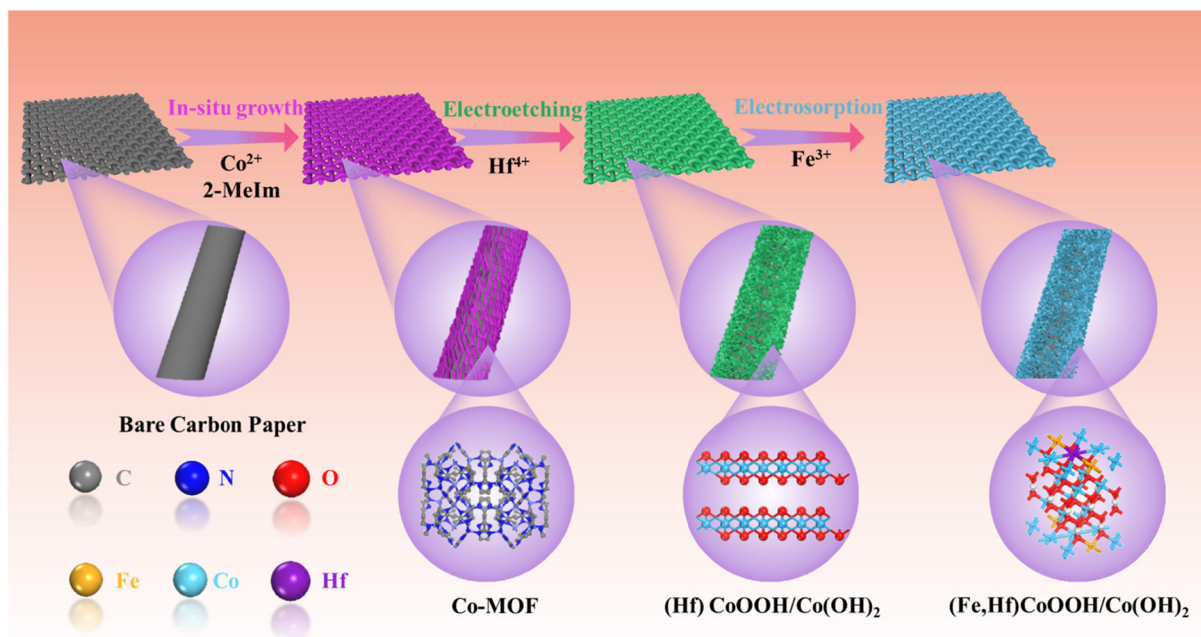 In-situ growth
Electroetching
Electrosorption
Co²⁺
2-MeIm
Hf⁴⁺
Fe³⁺
Bare Carbon Paper
C
N
O
Fe
Co
Hf
Co-MOF
(Hf) CoOOH/Co(OH)₂
(Fe,Hf)CoOOH/Co(OH)₂